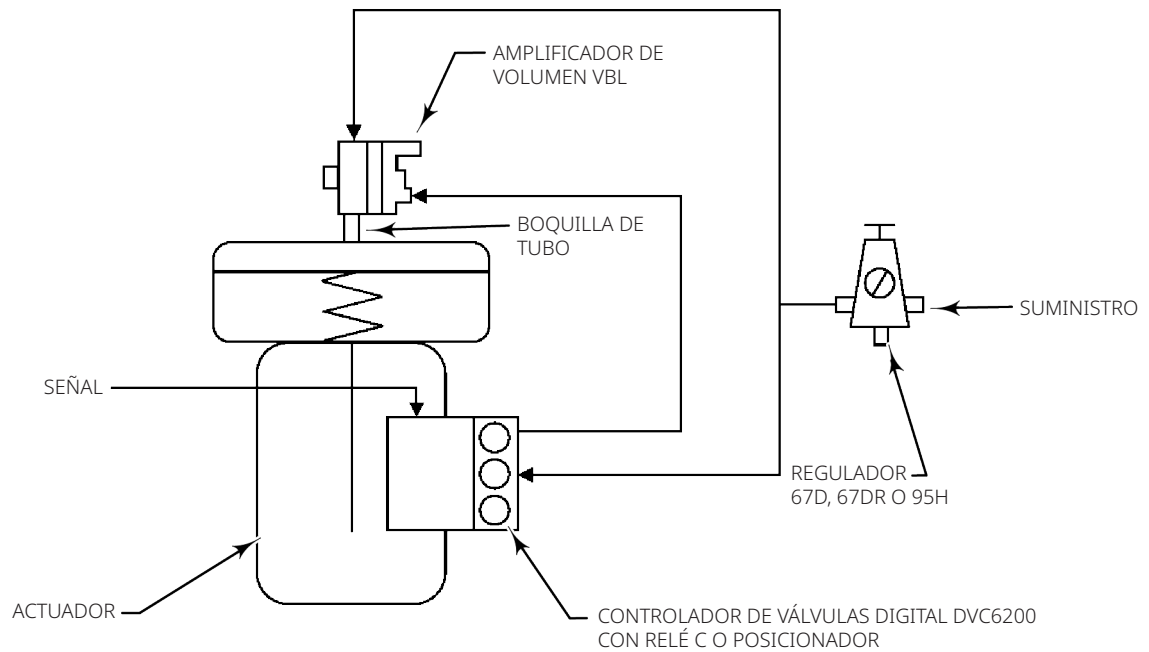 AMPLIFICADOR DE
VOLUMEN VBL
BOQUILLA DE
TUBO
SUMINISTRO
SEÑAL
REGULADOR
67D, 67DR O 95H
ACTUADOR
CONTROLADOR DE VÁLVULAS DIGITAL DVC6200
CON RELÉ C O POSICIONADOR